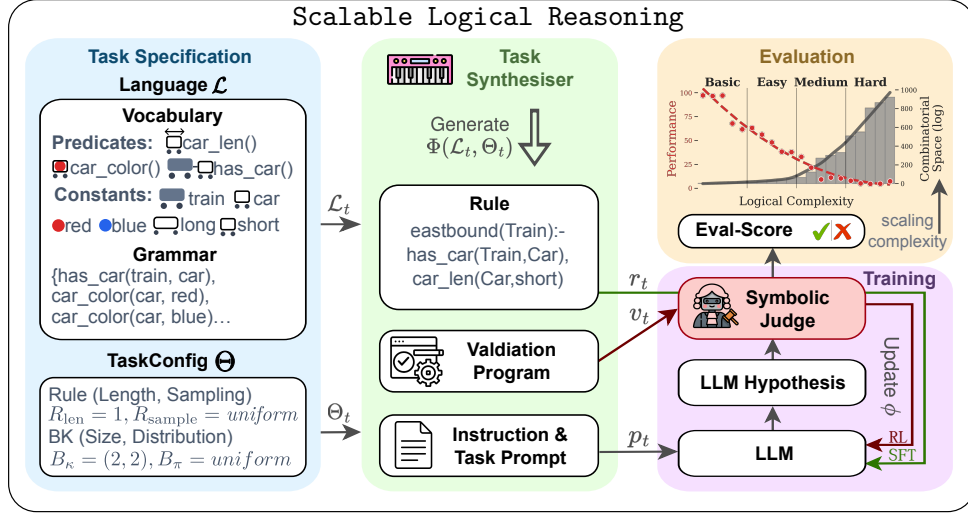 Scalable Logical Reasoning
Task Specification
Language ℒ
Vocabulary
Predicates: car_len()
car_color() has_car()
Constants: train car
red blue long short
Grammar
{has_car(train, car),
car_color(car, red),
car_color(car, blue)...
TaskConfig Θ
Rule (Length, Sampling)
R_len = 1, R_sample = uniform
BK (Size, Distribution)
B_κ = (2, 2), B_π = uniform
ℒ_t
Θ_t
Task
Synthesiser
Generate
Φ(ℒ_t, Θ_t)
Rule
eastbound(Train):-
has_car(Train,Car),
car_len(Car,short)
Valdiation
Program
Instruction &
Task Prompt
r_t
v_t
p_t
Evaluation
Basic Easy Medium Hard
Performance
100
75
50
25
0
1000
800
600
400
200
0
Combinatorial
Space (log)
Logical Complexity
Eval-Score
scaling
complexity
Training
Symbolic
Judge
LLM Hypothesis
LLM
Update ϕ
RL
SFT